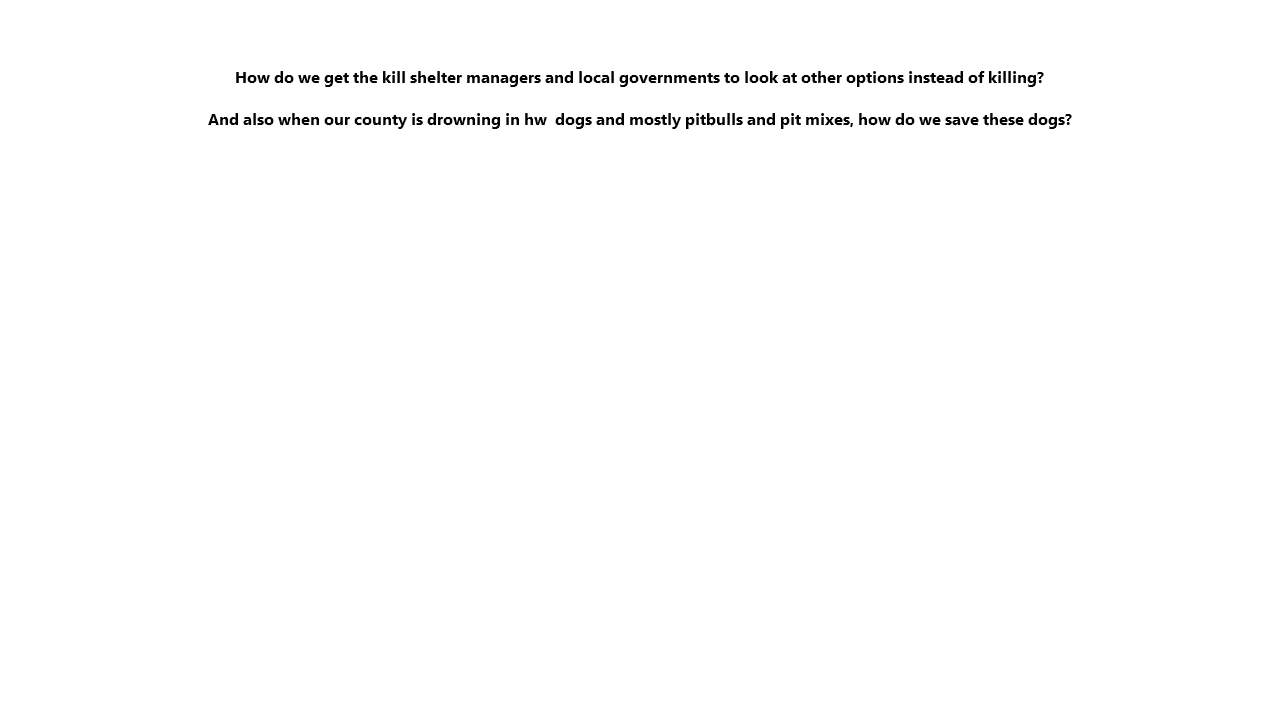 How do we get the kill shelter managers and local governments to look at other options instead of killing?
And also when our county is drowning in hw  dogs and mostly pitbulls and pit mixes, how do we save these dogs?